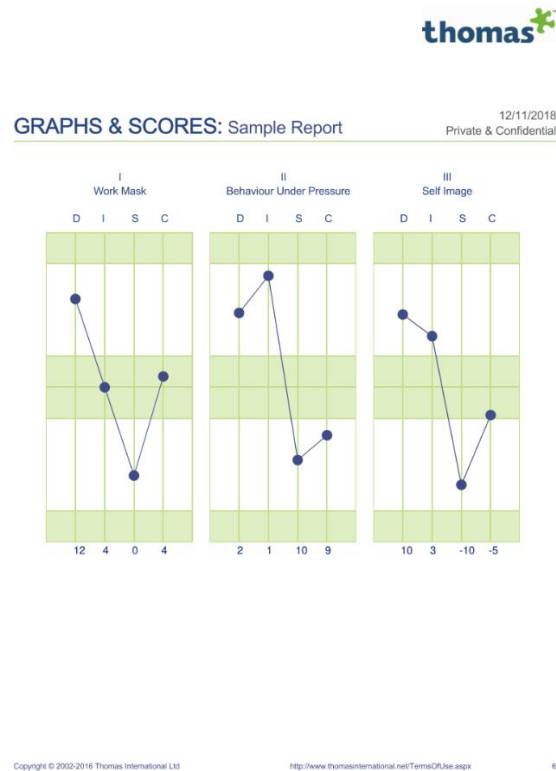 thomas
12/11/2018
GRAPHS & SCORES: Sample Report
Private & Confidential
I
Work Mask
D I S C
12 4 0 4
II
Behaviour Under Pressure
D I S C
2 1 10 9
III
Self Image
D I S C
10 3 -10 -5
Copyright © 2002-2016 Thomas International Ltd
http://www.thomasinternational.net/TermsOfUse.aspx
6